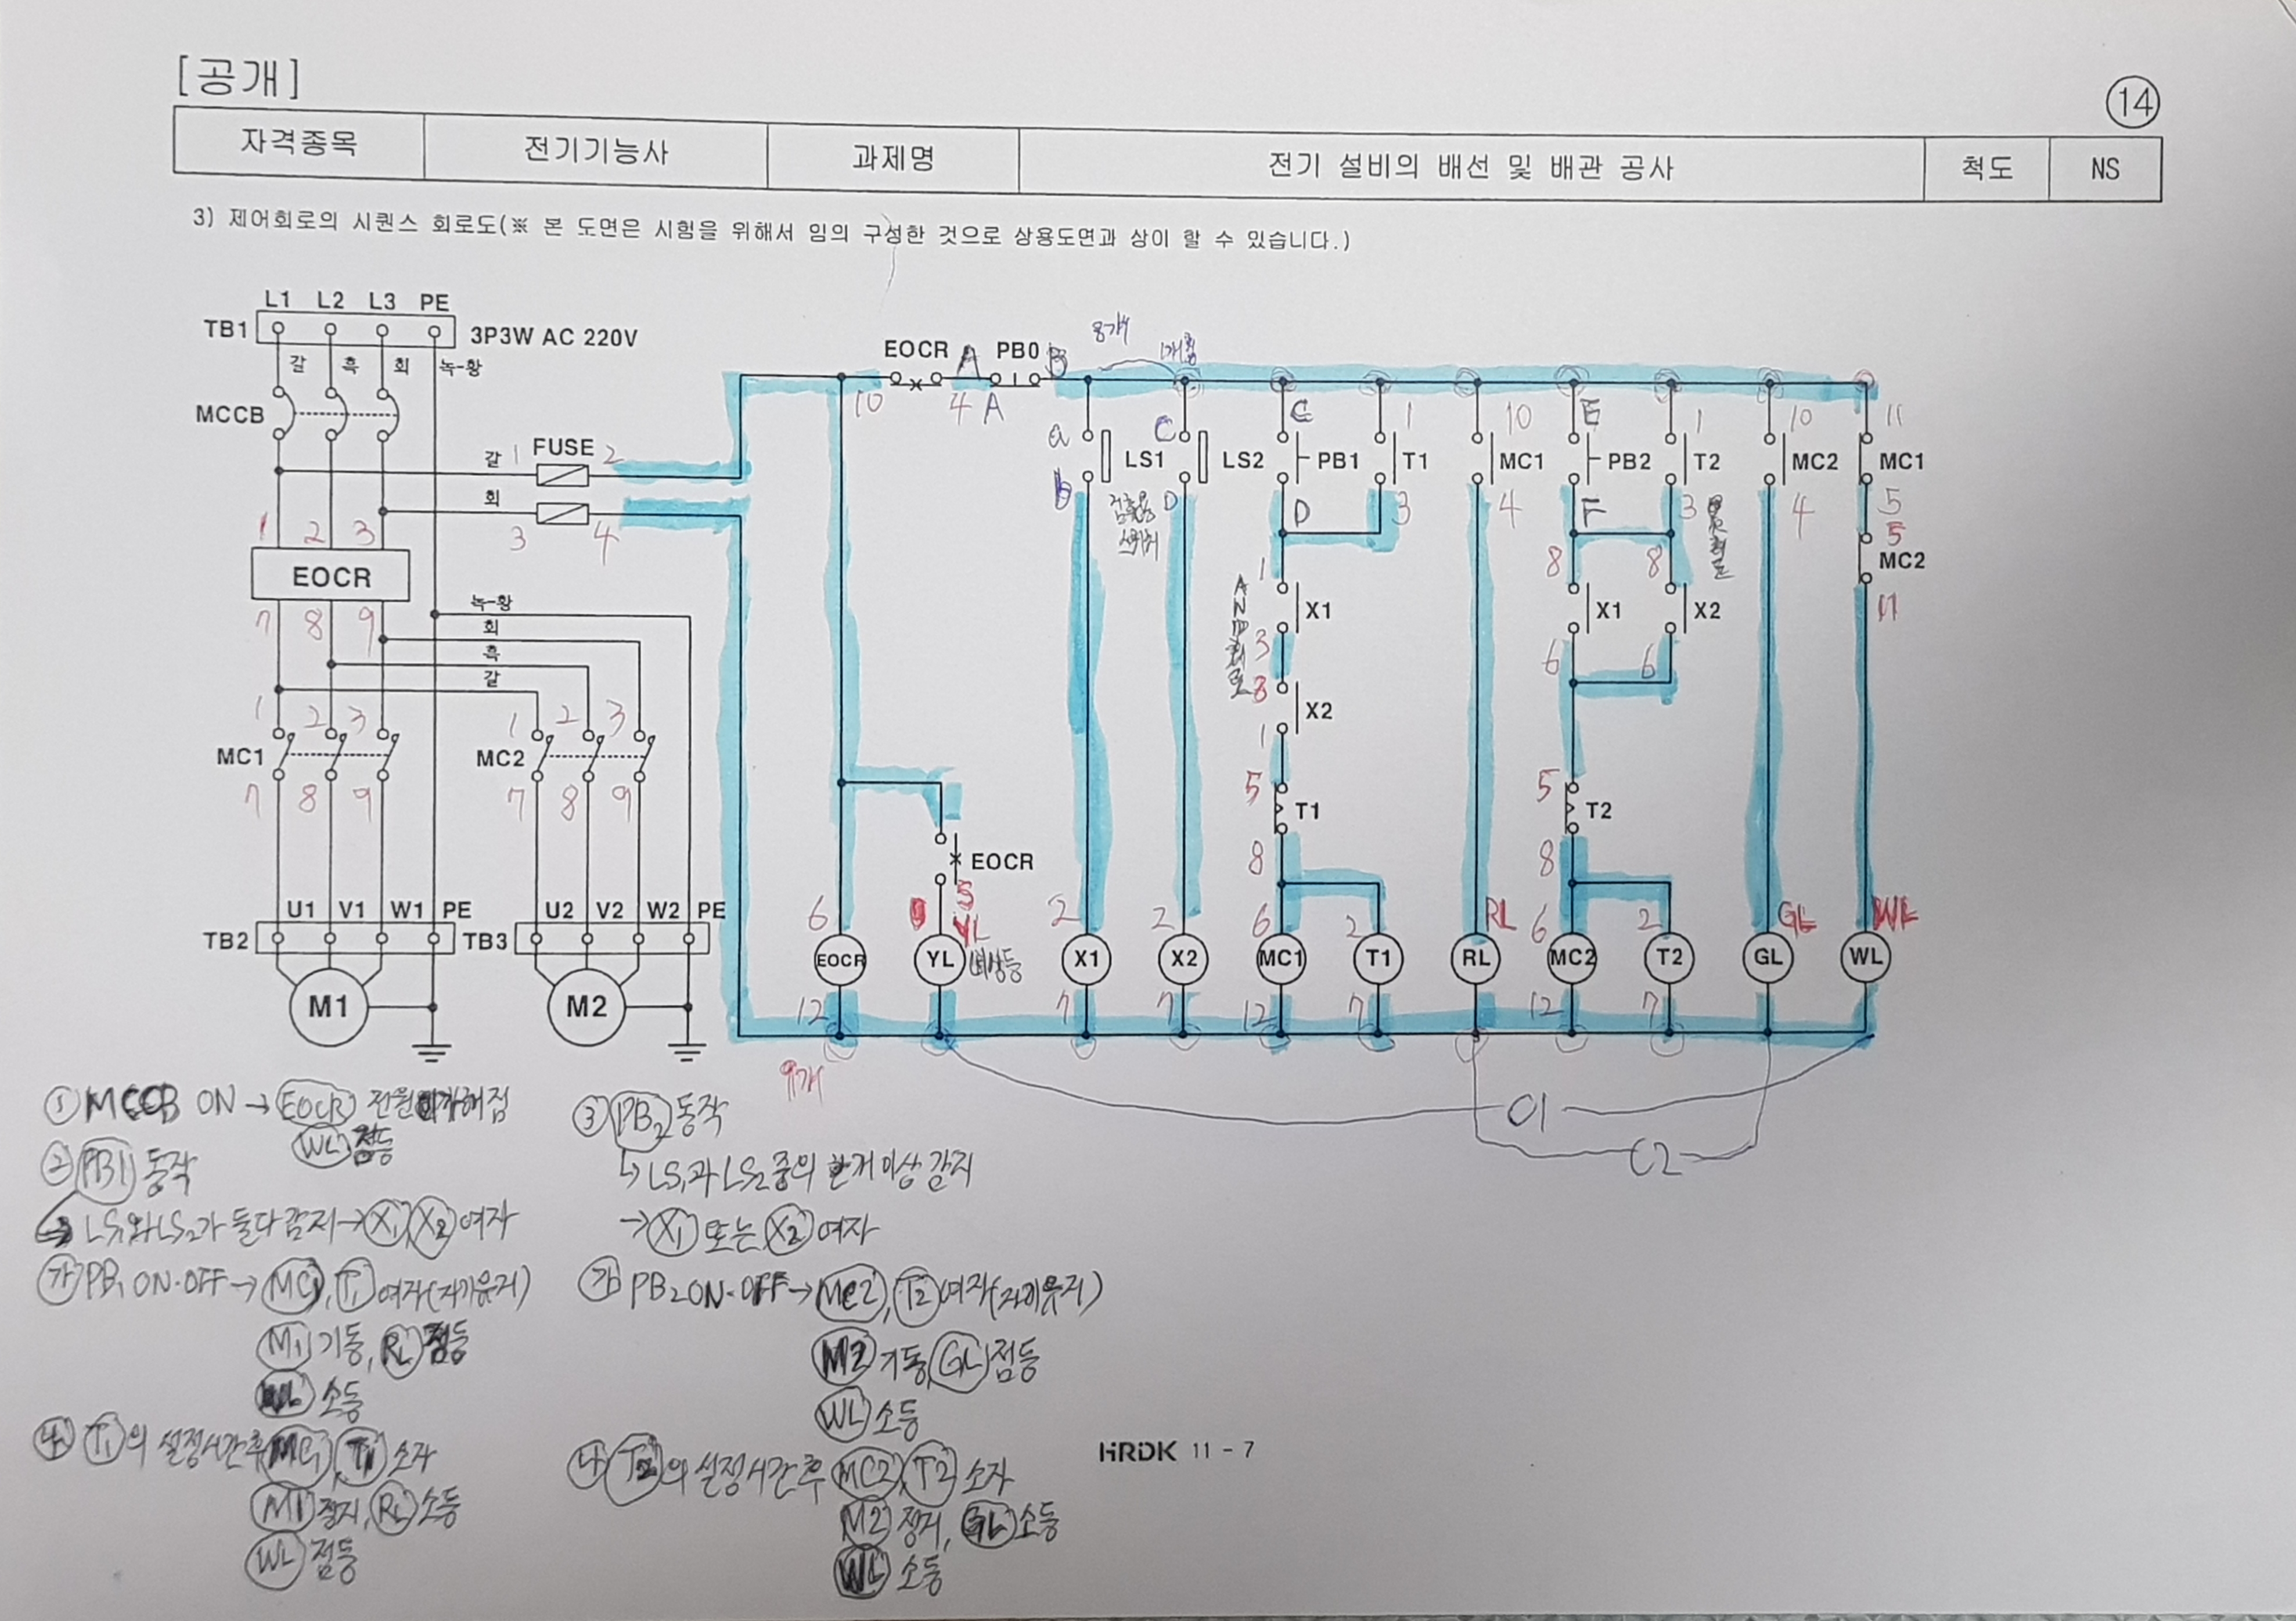 [공개]
14
자격종목 전기기능사 과제명 전기 설비의 배선 및 배관 공사 척도 NS
3) 제어회로의 시퀀스 회로도(※ 본 도면은 시험을 위해서 임의 구성한 것으로 상용도면과 상이 할 수 있습니다.)
L1 L2 L3 PE
TB1 3P3W AC 220V
갈 흑 회 녹-황
MCCB
갈 1 FUSE 2
회
3 4
1 2 3
EOCR
7 8 9
녹-황
회
흑
갈
1 2 3 1 2 3
MC1 MC2
7 8 9 7 8 9
U1 V1 W1 PE U2 V2 W2 PE
TB2 TB3
M1 M2
8개
EOCR A PB0 B
10 4 A
a C C 1 10 E 1 10 11
LS1 LS2 PB1 T1 MC1 PB2 T2 MC2 MC1
b D D 3 4 F 3 4 5
5
MC2
11
1 8 8
X1 X1 X2
AND회로
3 6 6
3
X2
1
5 5
T1 T2
8 8
EOCR
5
6 YL 2 2 6 2 RL 6 2 GL WL
EOCR YL X1 X2 MC1 T1 RL MC2 T2 GL WL
12 7 7 12 7 12 7
9개
C1
C2
① MCCB ON → EOCR 전원
WL 점등
② PB1 동작
↳ LS1와 LS2가 둘다 감지 → X1, X2 여자
㉮ PB1 ON·OFF → MC1, T1 여자(자기유지)
M1 기동, RL 점등
WL 소등
㉯ T1의 설정시간 후 MC1, T1 소자
M1 정지, RL 소등
WL 점등
③ PB2 동작
↳ LS1과 LS2 중의 한개 이상 감지
→ X1 또는 X2 여자
㉮ PB2 ON·OFF → MC2, T2 여자(자기유지)
M2 기동, GL 점등
WL 소등
㉯ T2의 설정시간 후 MC2, T2 소자
M2 정지, GL 소등
WL 소등
HRDK 11 - 7